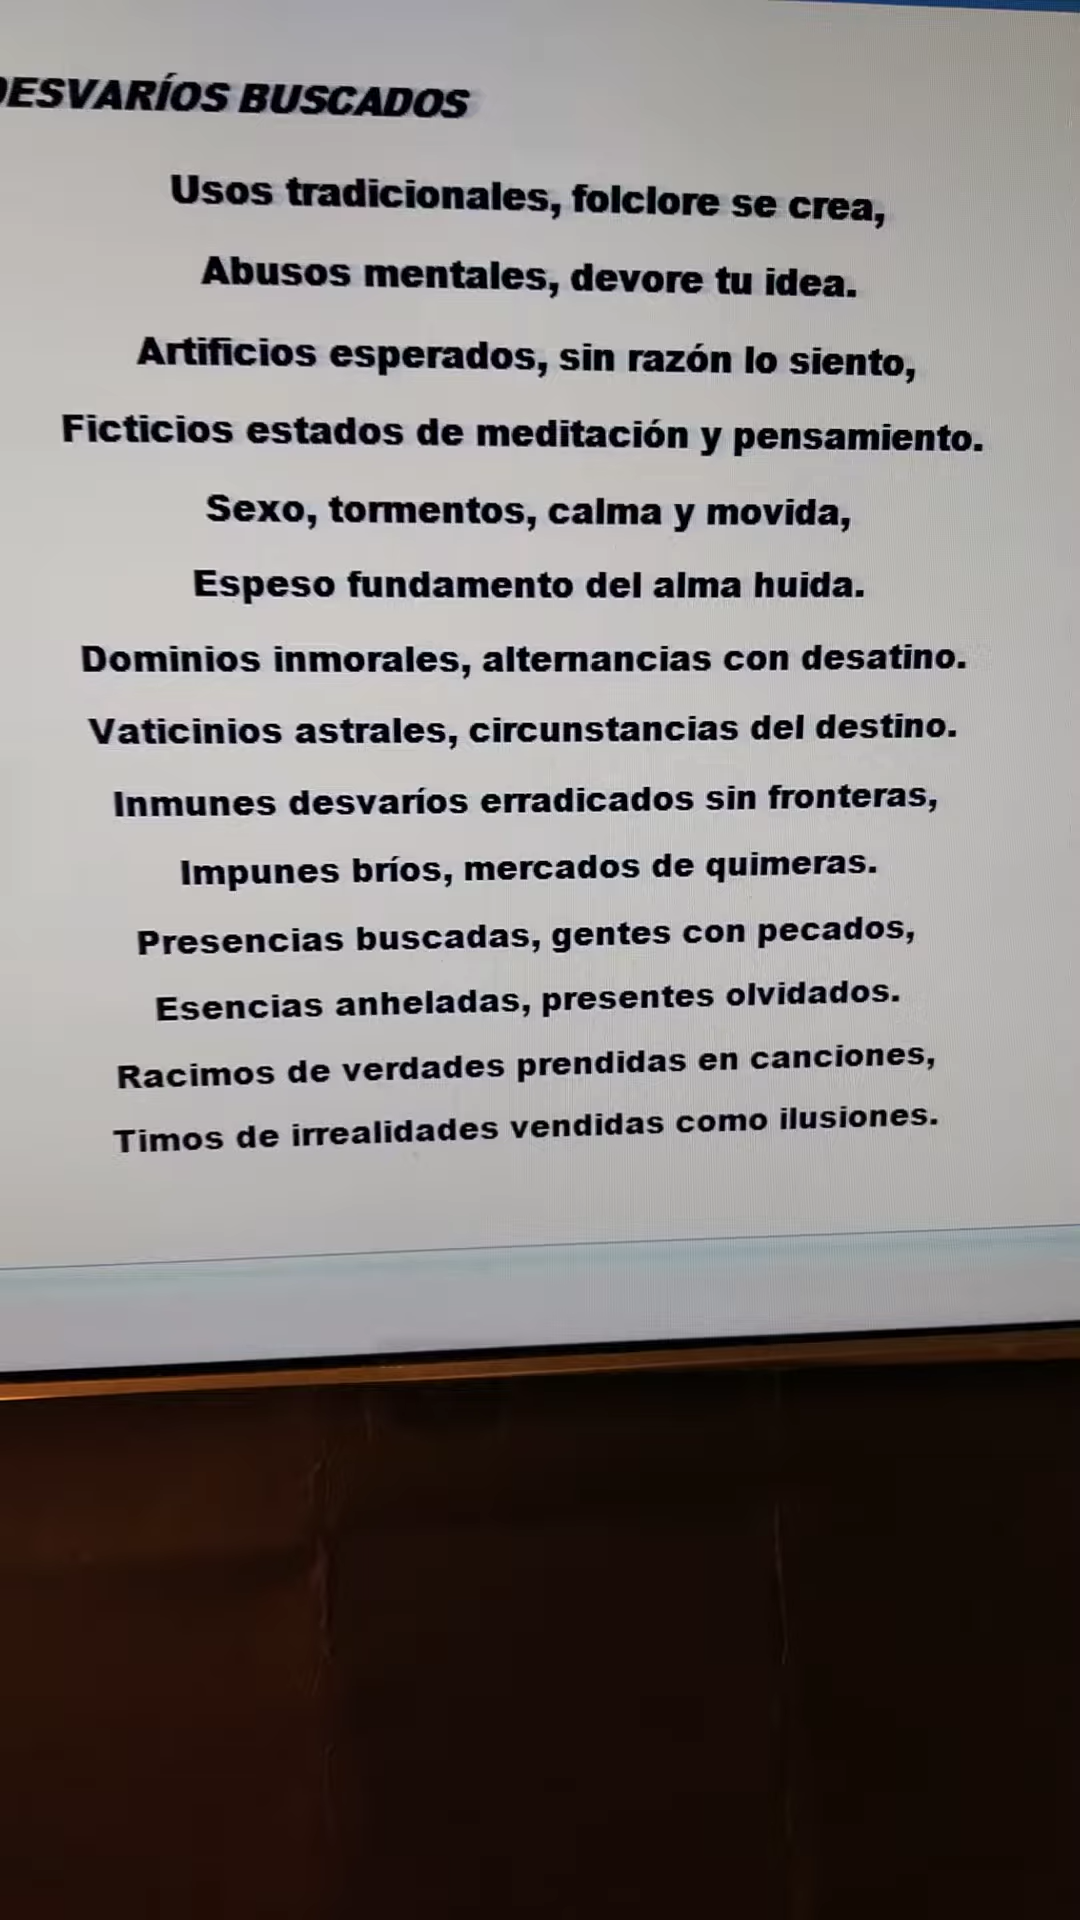 DESVARÍOS BUSCADOS
Usos tradicionales, folclore se crea,
Abusos mentales, devore tu idea.
Artificios esperados, sin razón lo siento,
Ficticios estados de meditación y pensamiento.
Sexo, tormentos, calma y movida,
Espeso fundamento del alma huida.
Dominios inmorales, alternancias con desatino.
Vaticinios astrales, circunstancias del destino.
Inmunes desvaríos erradicados sin fronteras,
Impunes bríos, mercados de quimeras.
Presencias buscadas, gentes con pecados,
Esencias anheladas, presentes olvidados.
Racimos de verdades prendidas en canciones,
Timos de irrealidades vendidas como ilusiones.